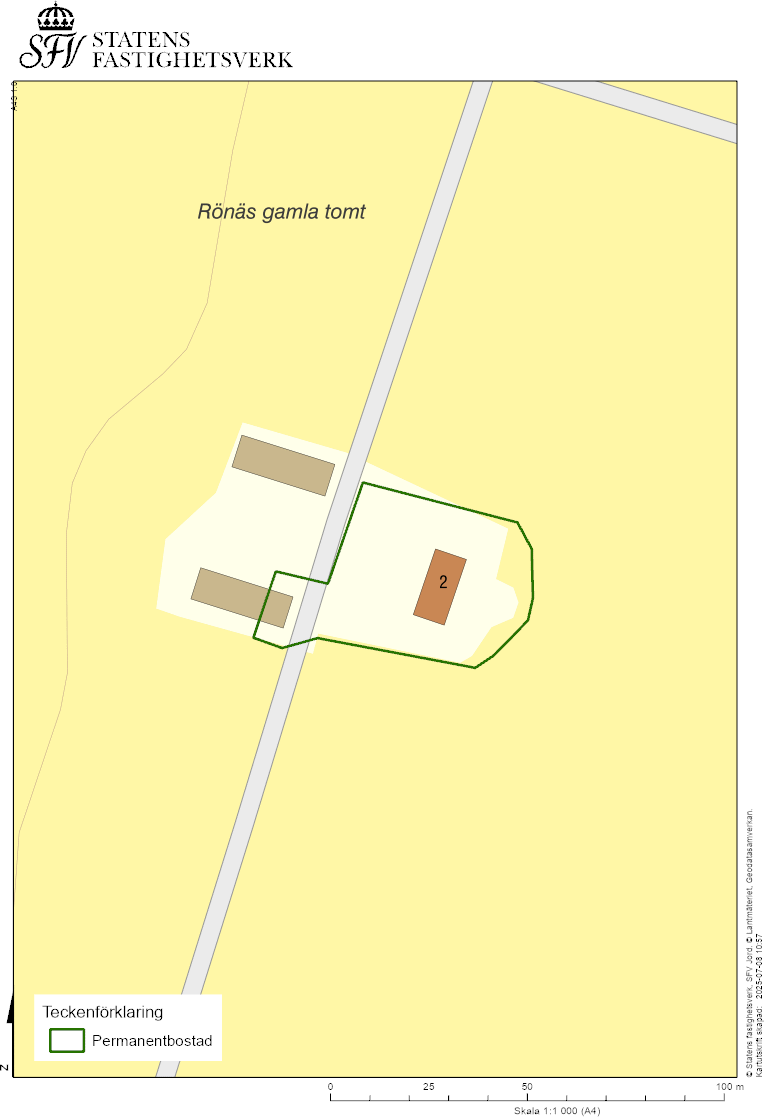 SFV STATENS
FASTIGHETSVERK
Rönäs gamla tomt
2
Teckenförklaring
Permanentbostad
N
0 25 50 100 m
Skala 1:1 000 (A4)
© Statens fastighetsverk, SFV Jord, © Lantmäteriet, Geodatasamverkan.
Kartutskrift skapad: 2025-07-08 10:57